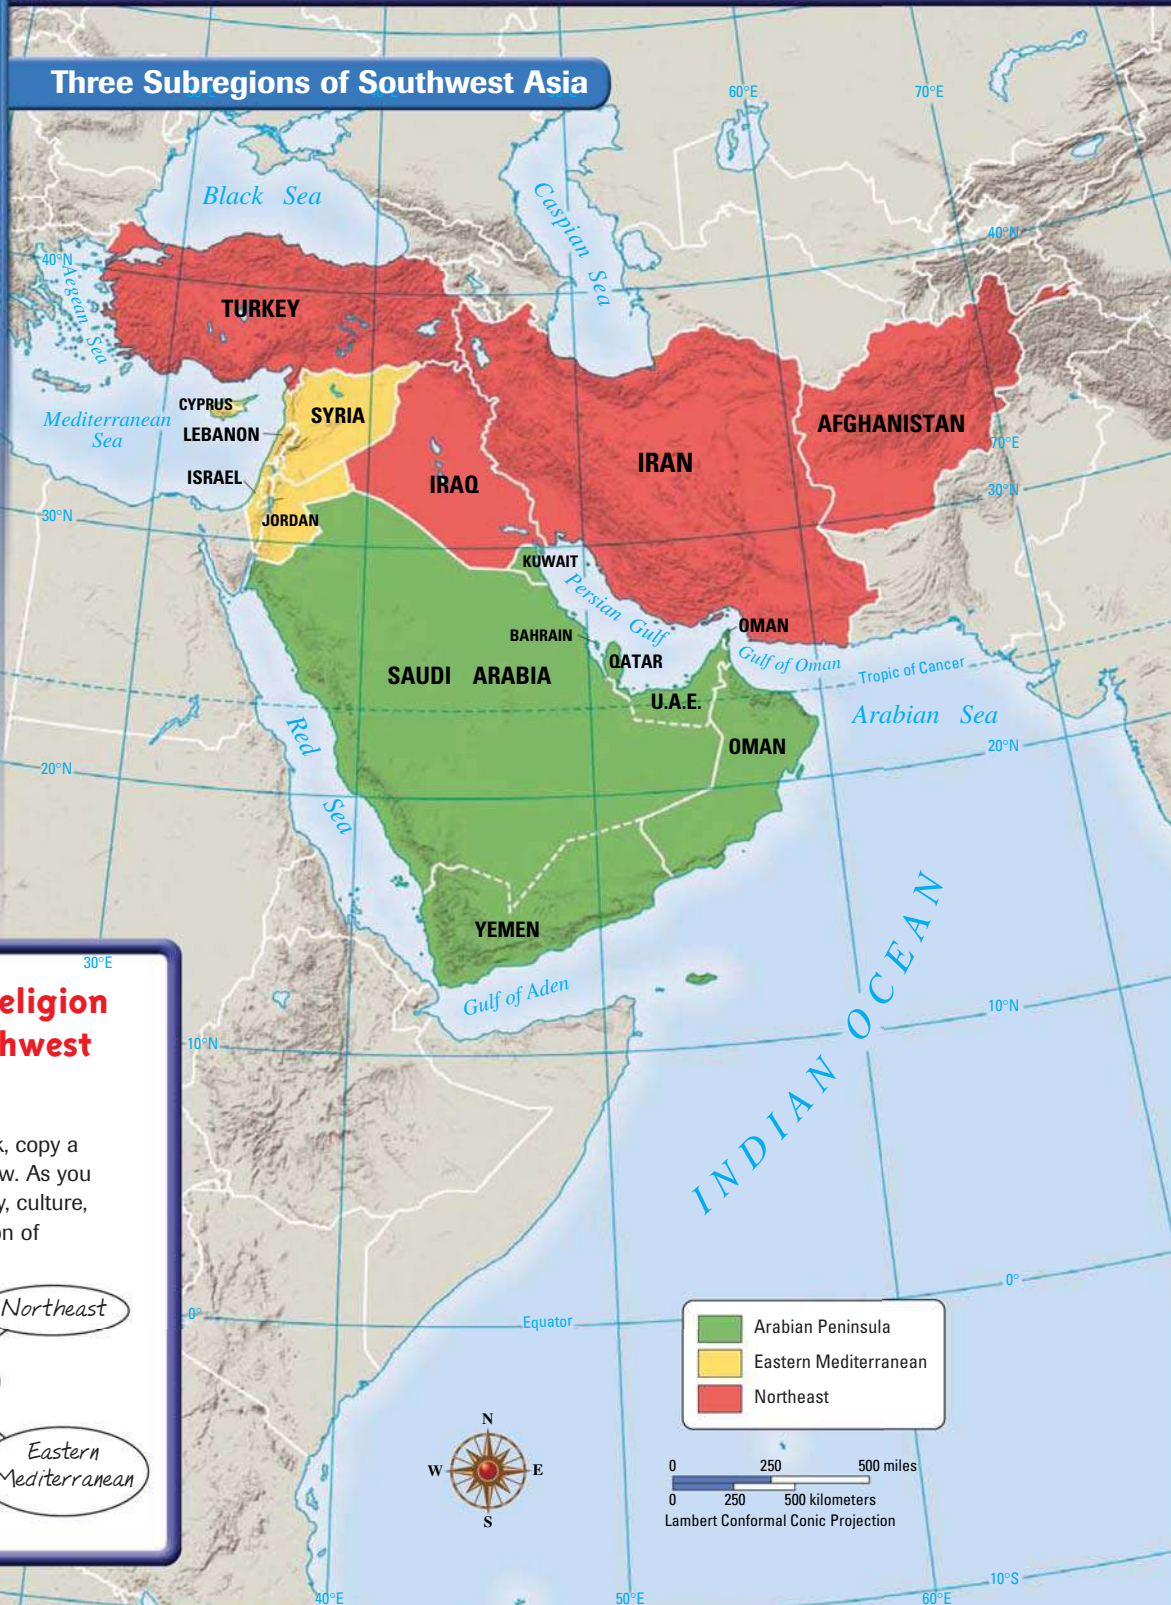 Three Subregions of Southwest Asia
60°E
70°E
Black Sea
Caspian Sea
40°N
40°N
Aegean Sea
TURKEY
CYPRUS
SYRIA
Mediterranean
Sea
LEBANON
AFGHANISTAN
70°E
IRAN
ISRAEL
IRAQ
30°N
30°N
JORDAN
KUWAIT
Persian Gulf
BAHRAIN
OMAN
QATAR
Gulf of Oman
Tropic of Cancer
SAUDI ARABIA
U.A.E.
Arabian Sea
Red Sea
OMAN
20°N
20°N
YEMEN
30°E
Gulf of Aden
INDIAN OCEAN
10°N
10°N
eligion
hwest
, copy a
w. As you
y, culture,
n of
Northeast
Eastern
Mediterranean
0°
0°
Equator
Arabian Peninsula
Eastern Mediterranean
Northeast
N
W
E
S
0 250 500 miles
0 250 500 kilometers
Lambert Conformal Conic Projection
10°S
40°E
50°E
60°E